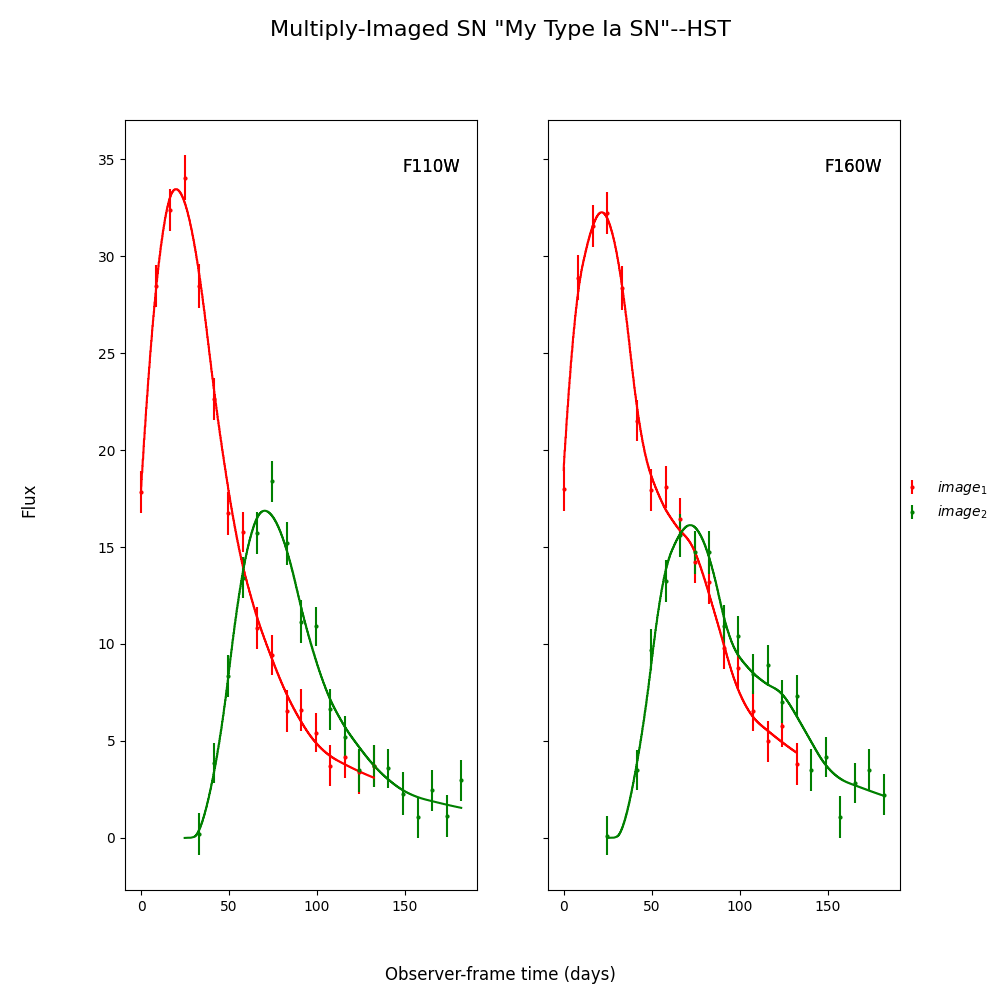 Multiply-Imaged SN "My Type Ia SN"--HST
F110W
F160W
35
30
25
20
15
10
5
0
Flux
image1
image2
0 50 100 150
0 50 100 150
Observer-frame time (days)